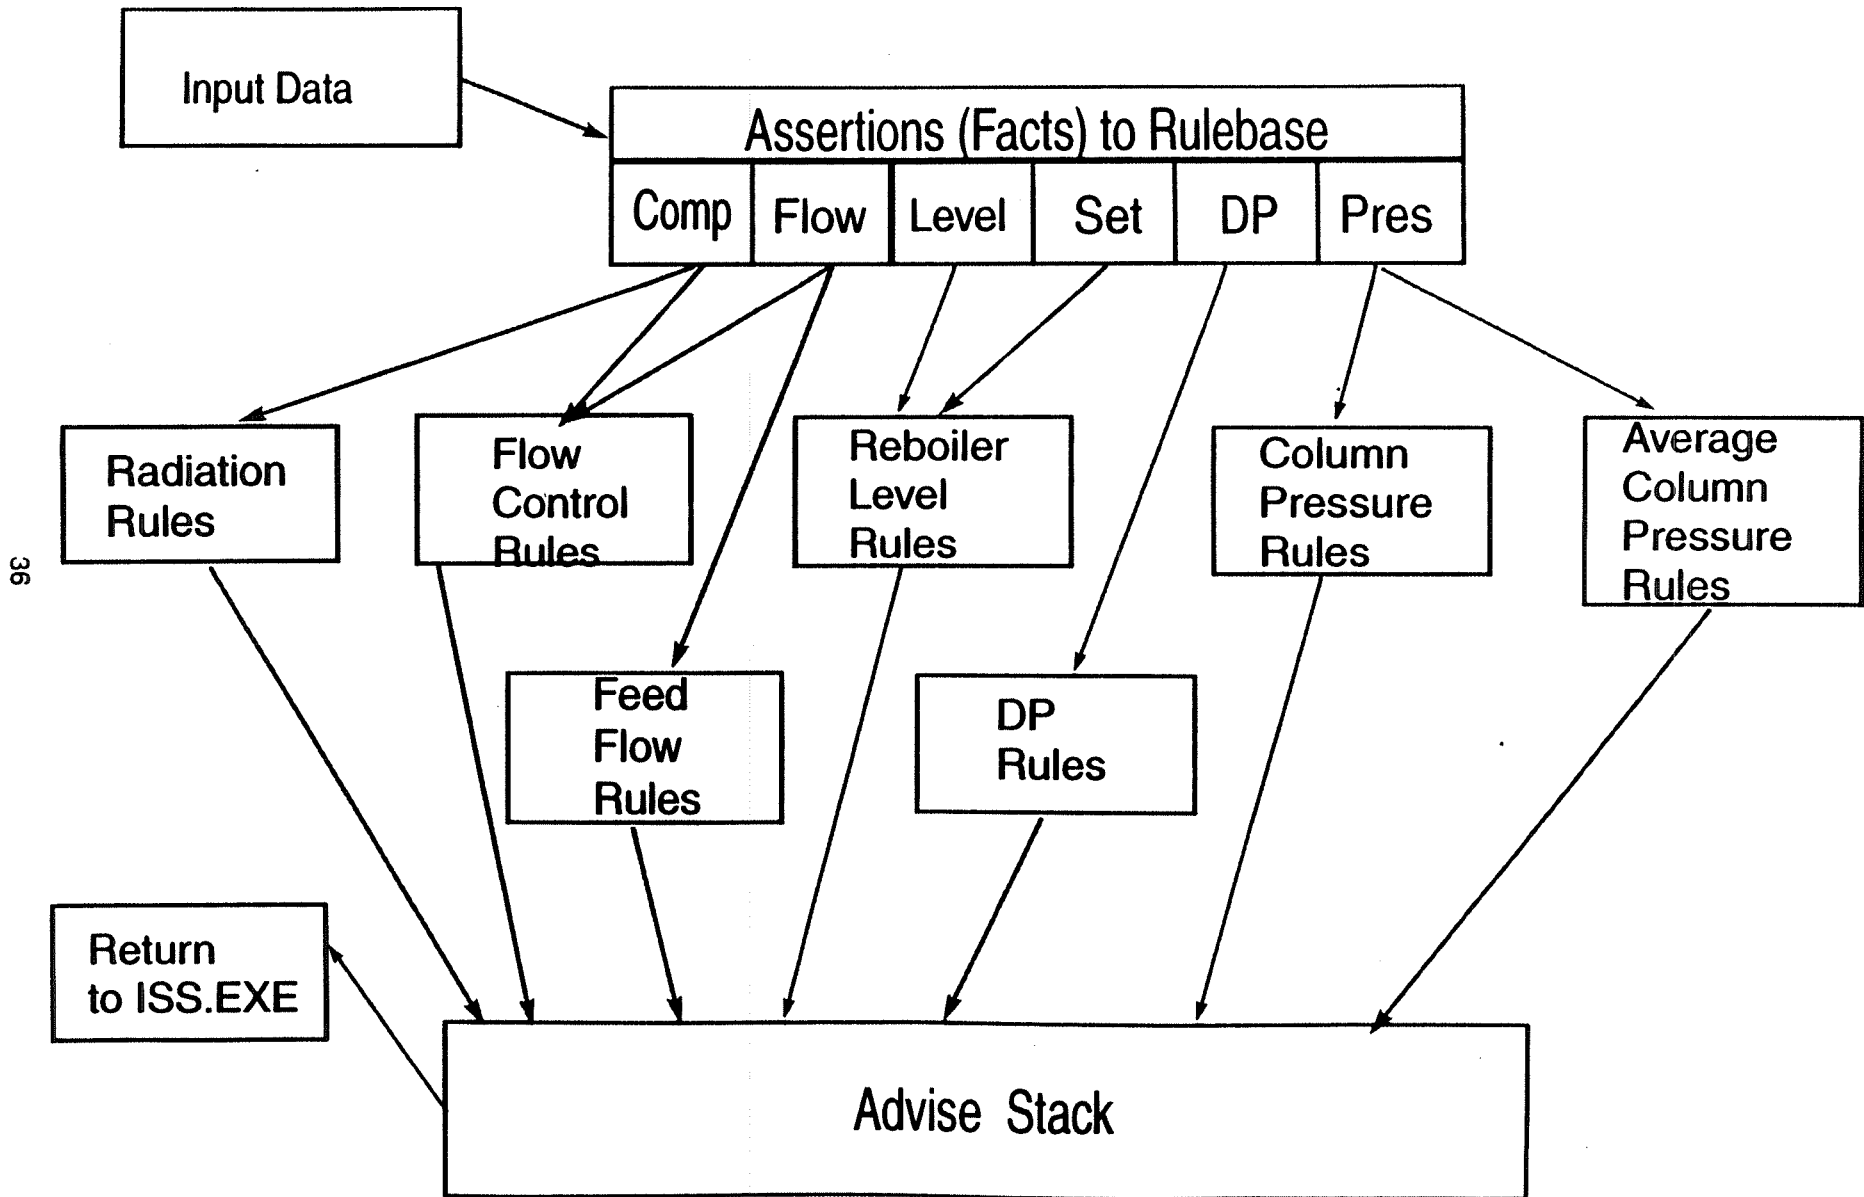 Input Data
Assertions (Facts) to Rulebase
Comp Flow Level Set DP Pres
Radiation
Rules
Flow
Control
Rules
Reboiler
Level
Rules
Column
Pressure
Rules
Average
Column
Pressure
Rules
36
Feed
Flow
Rules
DP
Rules
Return
to ISS.EXE
Advise Stack